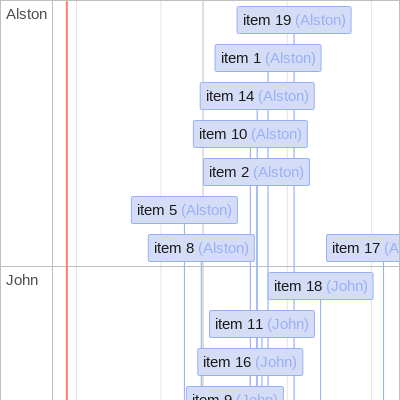 Alston
item 19 (Alston)
item 1 (Alston)
item 14 (Alston)
item 10 (Alston)
item 2 (Alston)
item 5 (Alston)
item 8 (Alston)
item 17 (A
John
item 18 (John)
item 11 (John)
item 16 (John)
item 9 (John)